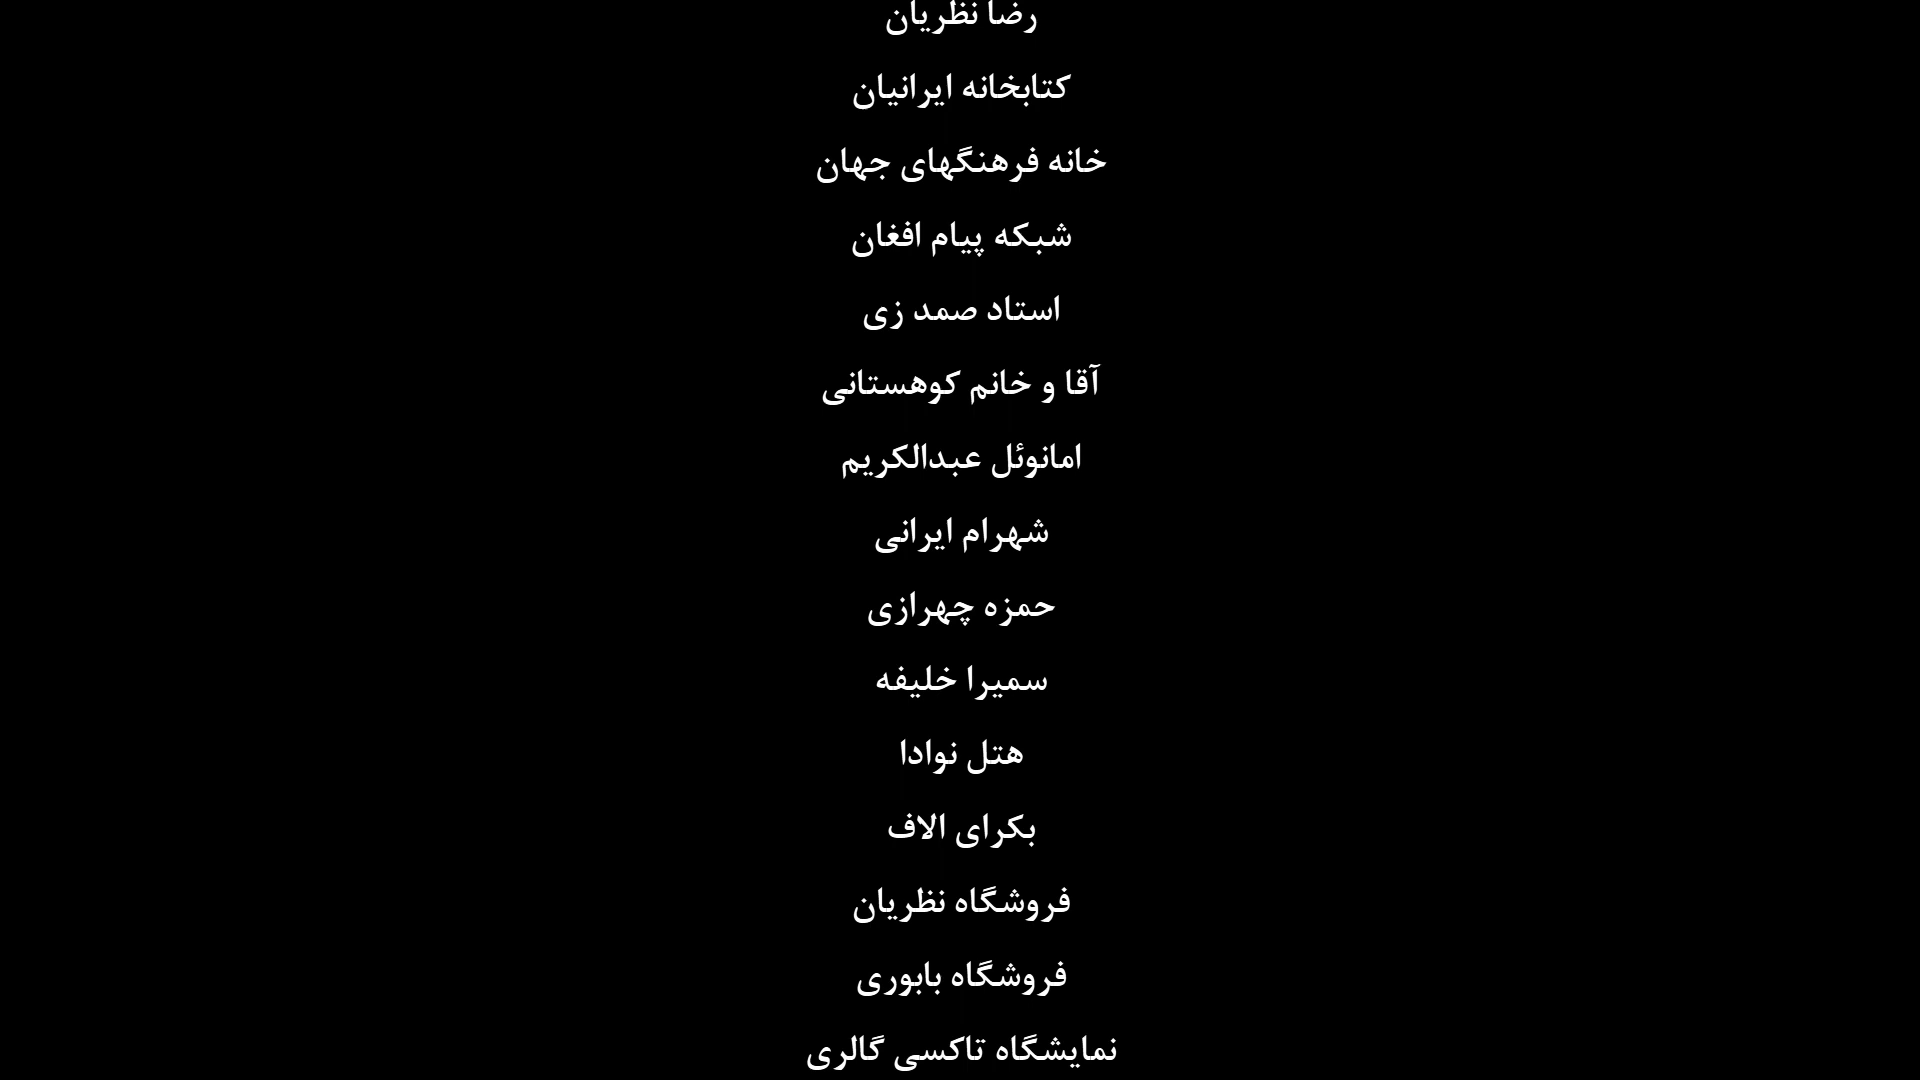 رضا نظریان
کتابخانه ایرانیان
خانه فرهنگهای جهان
شبکه پیام افغان
استاد صمد زی
آقا و خانم کوهستانی
امانوئل عبدالکریم
شهرام ایرانی
حمزه چهرازی
سمیرا خلیفه
هتل نوادا
بکرای الاف
فروشگاه نظریان
فروشگاه بابوری
نمایشگاه تاکسی گالری